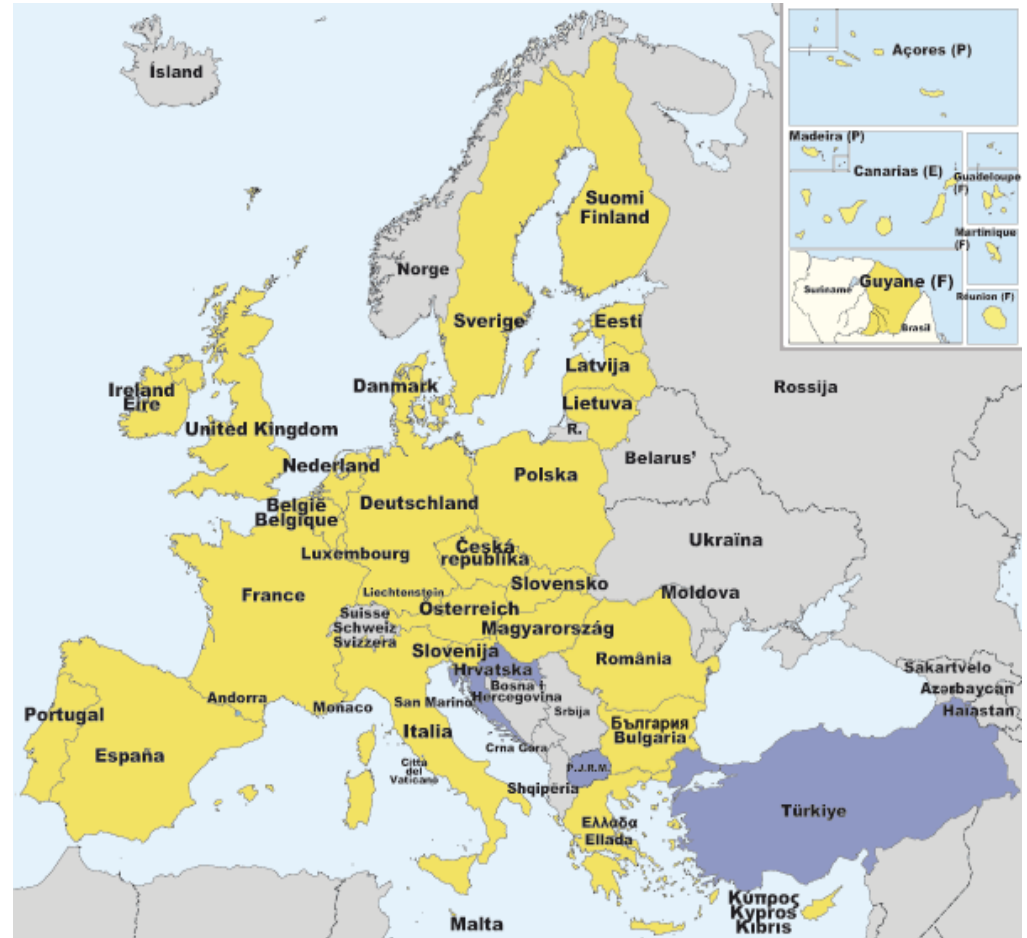 Ísland
Açores (P)
Madeira (P)
Canarias (E)
Guadeloupe
(F)
Martinique
(F)
Suriname
Guyane (F)
Brasil
Réunion (F)
Suomi
Finland
Norge
Sverige
Eesti
Latvija
Lietuva
R.
Danmark
Ireland
Éire
United Kingdom
Rossija
Belarus'
Nederland
Polska
België
Belgique
Deutschland
Luxembourg
Česká
republika
Ukraïna
Slovensko
Liechtenstein
France
Moldova
Suisse
Schweiz
Svizzera
Österreich
Magyarország
Slovenija
România
Hrvatska
Bosna i
Hercegovina
Sakartvelo
Azərbaycan
Haïastan
Andorra
Monaco
San Marino
Srbija
Portugal
España
Italia
България
Bulgaria
Crna Gora
Città
del
Vaticano
P.J.R.M.
Shqipëria
Türkiye
Ελλάδα
Ellada
Malta
Κύπρος
Kypros
Kıbrıs